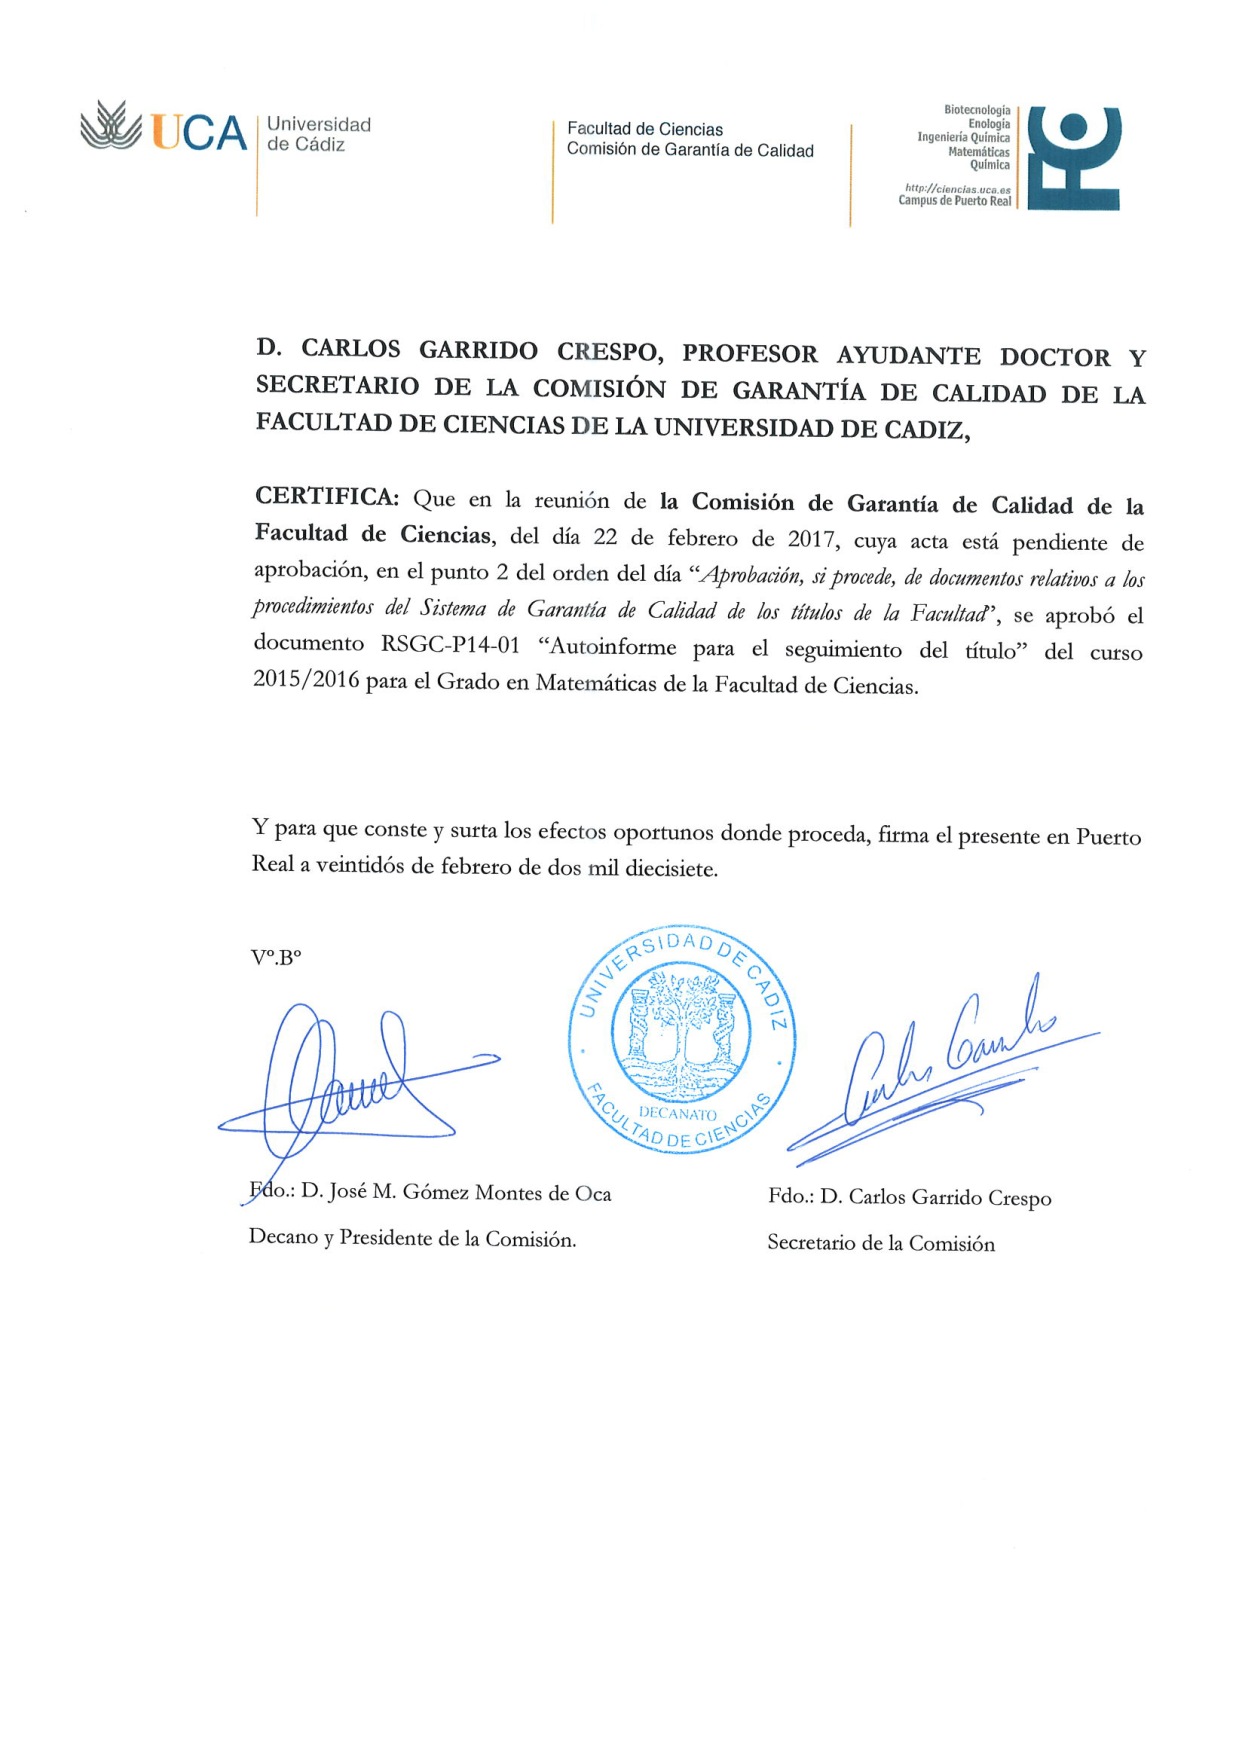 UCA
Universidad
de Cádiz
Facultad de Ciencias
Comisión de Garantía de Calidad
Biotecnología
Enología
Ingeniería Química
Matemáticas
Química
http://ciencias.uca.es
Campus de Puerto Real
FC
D. CARLOS GARRIDO CRESPO, PROFESOR AYUDANTE DOCTOR Y
SECRETARIO DE LA COMISIÓN DE GARANTÍA DE CALIDAD DE LA
FACULTAD DE CIENCIAS DE LA UNIVERSIDAD DE CADIZ,
CERTIFICA: Que en la reunión de la Comisión de Garantía de Calidad de la
Facultad de Ciencias, del día 22 de febrero de 2017, cuya acta está pendiente de
aprobación, en el punto 2 del orden del día “Aprobación, si procede, de documentos relativos a los
procedimientos del Sistema de Garantía de Calidad de los títulos de la Facultad”, se aprobó el
documento RSGC-P14-01 “Autoinforme para el seguimiento del título” del curso
2015/2016 para el Grado en Matemáticas de la Facultad de Ciencias.
Y para que conste y surta los efectos oportunos donde proceda, firma el presente en Puerto
Real a veintidós de febrero de dos mil diecisiete.
Vº.Bº
UNIVERSIDAD DE CADIZ
DECANATO
FACULTAD DE CIENCIAS
Carlos Garrido
Fdo.: D. José M. Gómez Montes de Oca
Decano y Presidente de la Comisión.
Fdo.: D. Carlos Garrido Crespo
Secretario de la Comisión